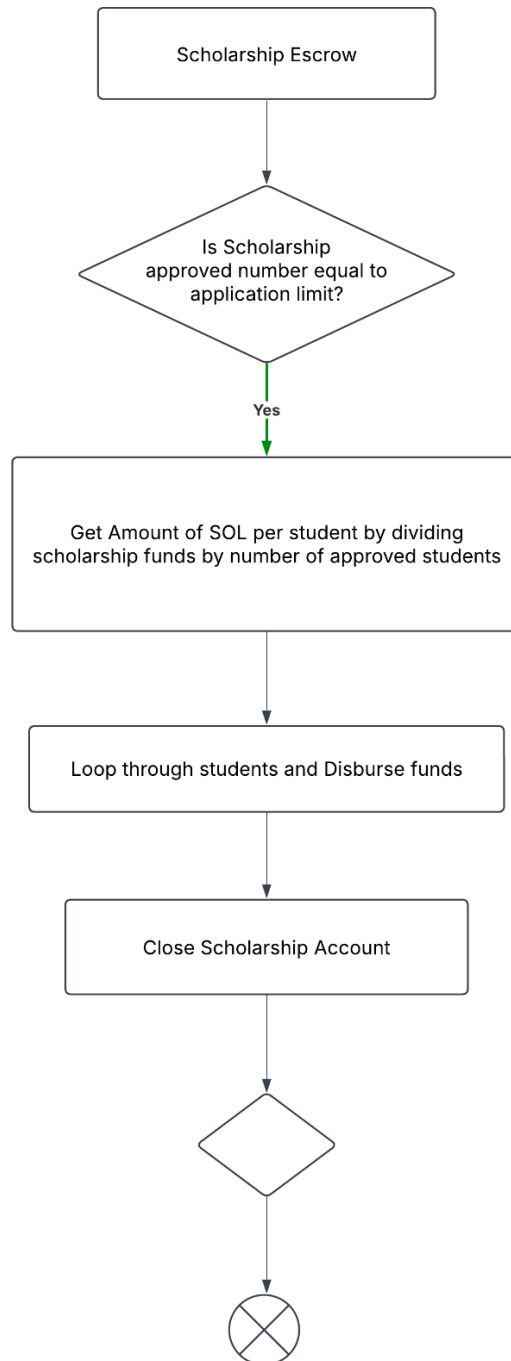 Scholarship Escrow
Is Scholarship
approved number equal to
application limit?
Yes
Get Amount of SOL per student by dividing
scholarship funds by number of approved students
Loop through students and Disburse funds
Close Scholarship Account